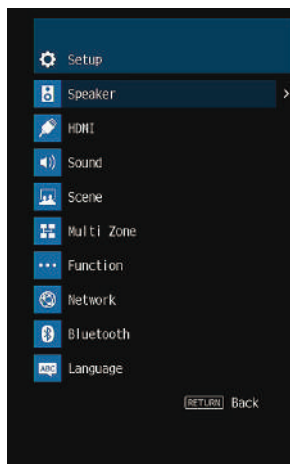 Setup
Speaker
HDMI
Sound
Scene
Multi Zone
Function
Network
Bluetooth
ABC Language
RETURN Back